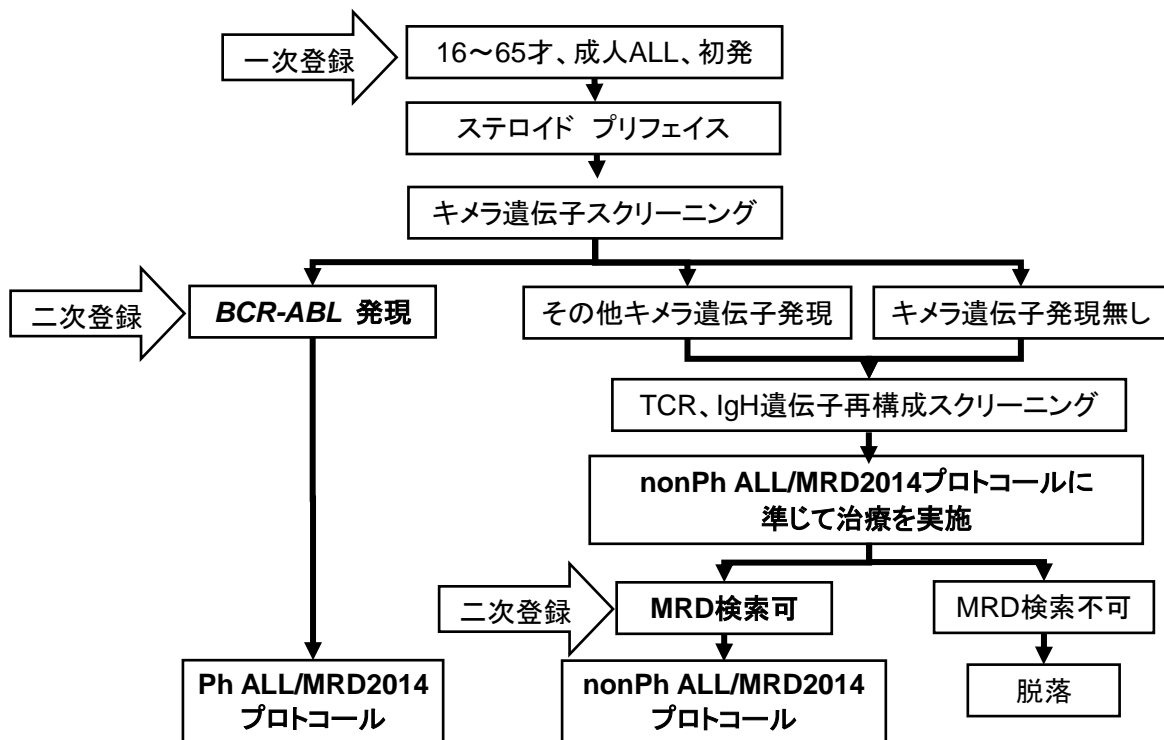 一次登録
16～65才、成人ALL、初発
ステロイド　プリフェイス
キメラ遺伝子スクリーニング
二次登録
BCR-ABL 発現
その他キメラ遺伝子発現
キメラ遺伝子発現無し
TCR、IgH遺伝子再構成スクリーニング
nonPh ALL/MRD2014プロトコールに
準じて治療を実施
二次登録
MRD検索可
MRD検索不可
Ph ALL/MRD2014
プロトコール
nonPh ALL/MRD2014
プロトコール
脱落